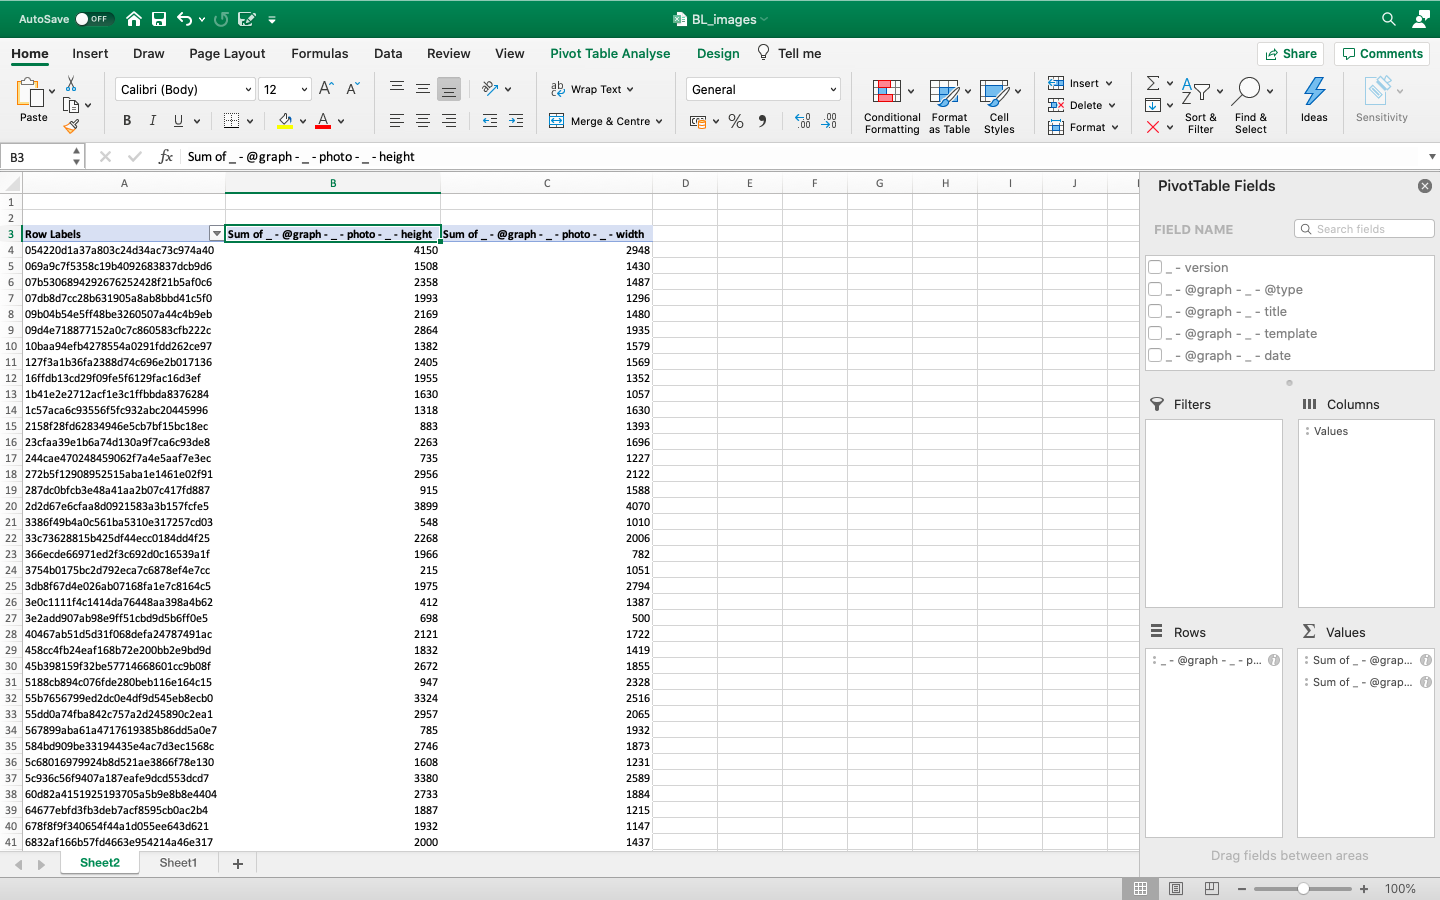 AutoSave OFF BL_images
Home Insert Draw Page Layout Formulas Data Review View Pivot Table Analyse Design Tell me Share Comments
Paste Calibri (Body) 12 Wrap Text General Conditional Formatting Format as Table Cell Styles Insert Sort & Filter Find & Select Ideas Sensitivity
B I U Merge & Centre Delete
Format
B3 fx Sum of _ - @graph - _ - photo - _ - height
A B C D E F G H I J
PivotTable Fields
1
2
3 Row Labels Sum of _ - @graph - _ - photo - _ - height Sum of _ - @graph - _ - photo - _ - width
4 054220d1a37a803c24d34ac73c974a40 4150 2948
5 069a9c7f5358c19b4092683837dcb9d6 1508 1430
6 07b5306894292676252428f21b5af0c6 2358 1487
7 07db8d7cc28b631905a8ab8bbd41c5f0 1993 1296
8 09b04b54e5ff48be3260507a44c4b9eb 2169 1480
9 09d4e718877152a0c7c860583cfb222c 2864 1935
10 10baa94efb4278554a0291fdd262ce97 1382 1579
11 127f3a1b36fa2388d74c696e2b017136 2405 1569
12 16ffdb13cd29f09fe5f6129fac16d3ef 1955 1352
13 1b41e2e2712acf1e3c1ffbbda8376284 1630 1057
14 1c57aca6c93556f5fc932abc20445996 1318 1630
15 2158f28fd62834946e5cb7bf15bc18ec 883 1393
16 23cfaa39e1b6a74d130a9f7ca6c93de8 2263 1696
17 244cae470248459062f7a4e5aaf7e3ec 735 1227
18 272b5f12908952515aba1e1461e02f91 2956 2122
19 287dc0bfcb3e48a41aa2b07c417fd887 915 1588
20 2d2d67e6cfaa8d0921583a3b157fcfe5 3899 4070
21 3386f49b4a0c561ba5310e317257cd03 548 1010
22 33c73628815b425df44ecc0184dd4f25 2268 2006
23 366ecde66971ed2f3c692d0c16539a1f 1966 782
24 3754b0175bc2d792eca7c6878ef4e7cc 215 1051
25 3db8f67d4e026ab07168fa1e7c8164c5 1975 2794
26 3e0c1111f4c1414da76448aa398a4b62 412 1387
27 3e2add907ab98e9ff51cbd9d5b6ff0e5 698 500
28 40467ab51d5d31f068defa24787491ac 2121 1722
29 458cc4fb24eaf168b72e200bb2e9bd9d 1832 1419
30 45b398159f32be57714668601cc9b08f 2672 1855
31 5188cb894c076fde280beb116e164c15 947 2328
32 55b7656799ed2dc0e4df9d545eb8ecb0 3324 2516
33 55dd0a74fba842c757a2d245890c2ea1 2957 2065
34 567899aba61a4717619385b86dd5a0e7 785 1932
35 584bd909be33194435e4ac7d3ec1568c 2746 1873
36 5c68016979924b8d521ae3866f78e130 1608 1231
37 5c936c56f9407a187eafe9dcd553dcd7 3380 2589
38 60d82a4151925193705a5b9e8b8e4404 2733 1884
39 64677ebfd3fb3deb7acf8595cb0ac2b4 1887 1215
40 678f8f9f340654f44a1d055ee643d621 1932 1147
41 6832af166b57fd4663e954214a46e317 2000 1437
FIELD NAME Search fields
_ - version
_ - @graph - _ - @type
_ - @graph - _ - title
_ - @graph - _ - template
_ - @graph - _ - date
Filters Columns
Values
Rows Values
_ - @graph - _ - p... Sum of _ - @grap...
Sum of _ - @grap...
Drag fields between areas
Sheet2 Sheet1
100%